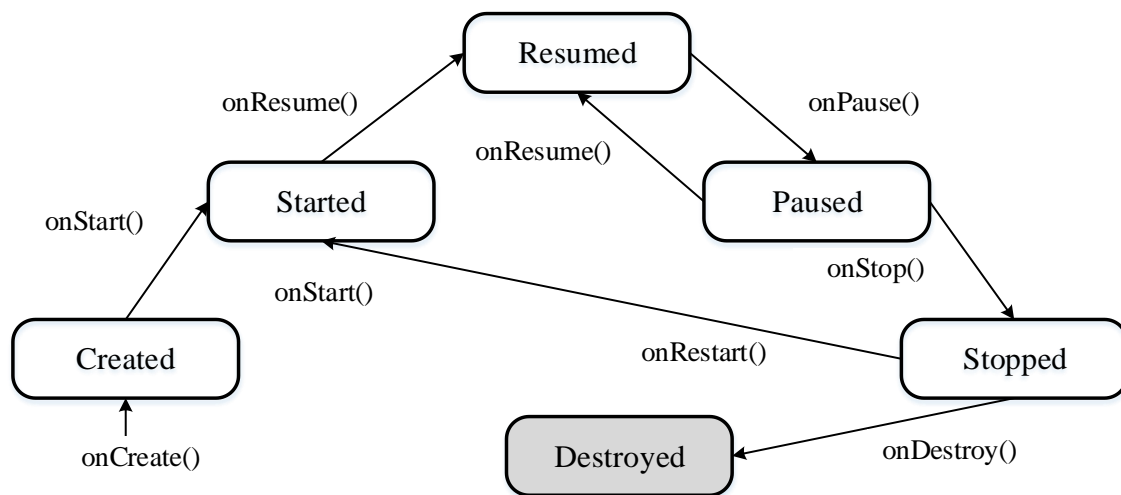 Resumed
onResume()
onPause()
onResume()
Started
Paused
onStart()
onStop()
onStart()
Created
onRestart()
Stopped
onCreate()
Destroyed
onDestroy()